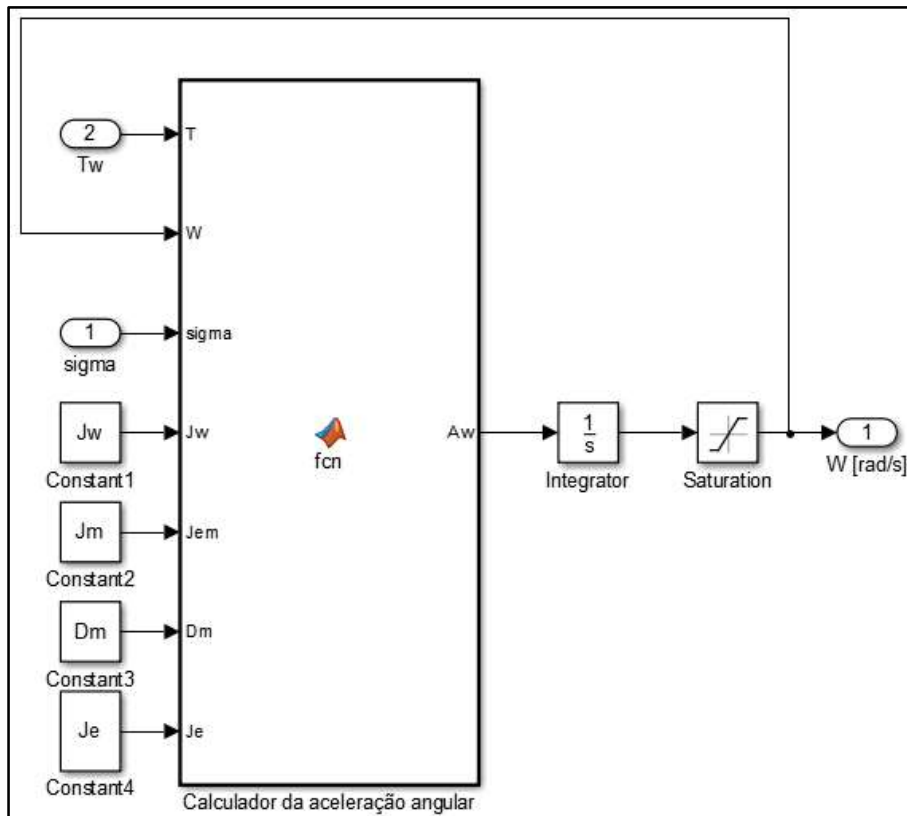 2
Tw
T
W
1
sigma
sigma
Jw
Constant1
Jw
fcn
Aw
1
s
Integrator
Saturation
1
W [rad/s]
Jm
Constant2
Jem
Dm
Constant3
Dm
Je
Constant4
Je
Calculador da aceleração angular